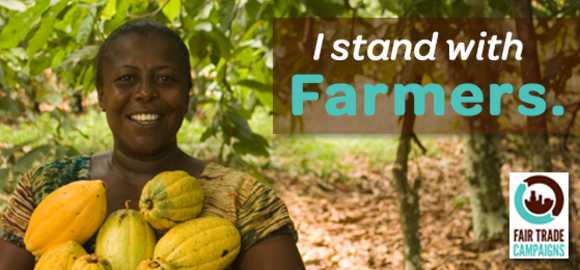 I stand with
Farmers.
FAIR TRADE
CAMPAIGNS